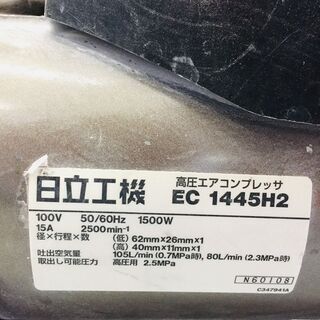 日立工機 高圧エアコンプレッサ
EC 1445H2
100V 50/60Hz 1500W
15A 2500min⁻¹
径×行程×数 (低) 62mm×26mm×1
(高) 40mm×11mm×1
吐出空気量 105L/min (0.7MPa時), 80L/min (2.3MPa時)
取出し可能圧力 高圧用 2.5MPa
N60108
C347941A